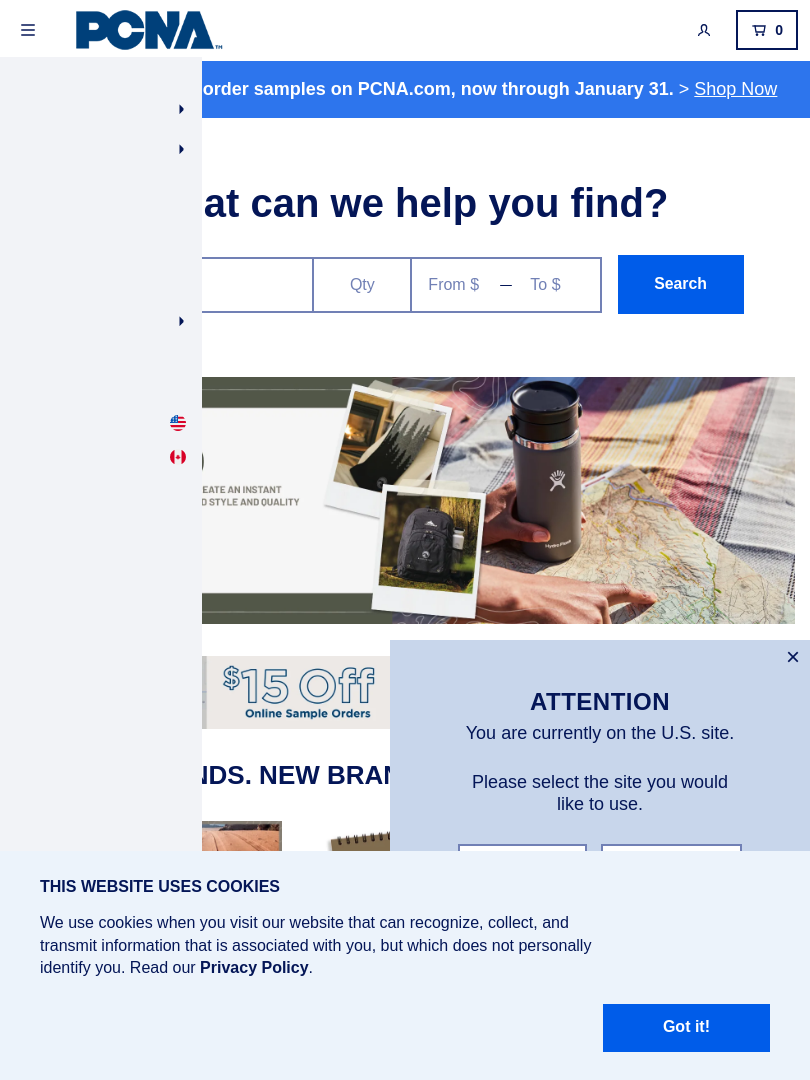 PCNA™
0
order samples on PCNA.com, now through January 31. > Shop Now
at can we help you find?
Qty
From $
—
To $
Search
EATE AN INSTANT
D STYLE AND QUALITY
Hydro Flask
$15 Off
Online Sample Orders
NDS. NEW BRAN
ATTENTION
You are currently on the U.S. site.
Please select the site you would
like to use.
THIS WEBSITE USES COOKIES
We use cookies when you visit our website that can recognize, collect, and
transmit information that is associated with you, but which does not personally
identify you. Read our Privacy Policy.
Got it!